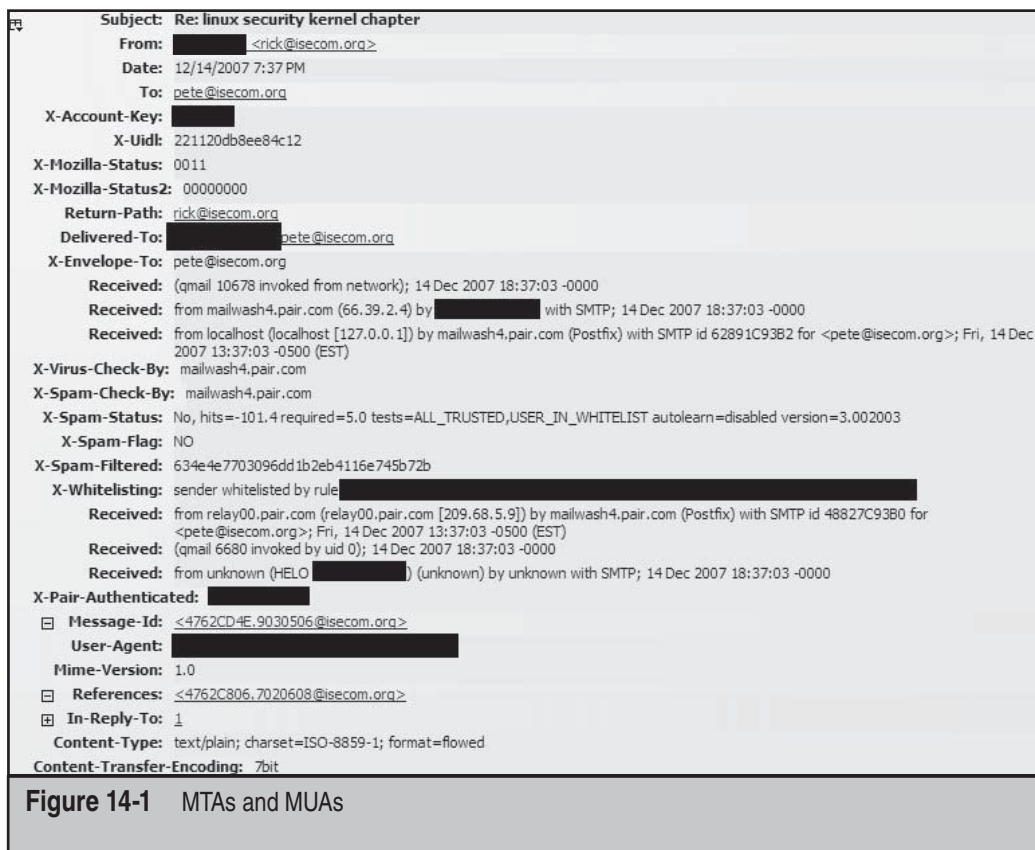 Subject: Re: linux security kernel chapter
From: <rick@isecom.org>
Date: 12/14/2007 7:37 PM
To: pete@isecom.org
X-Account-Key:
X-Uidl: 221120db8ee84c12
X-Mozilla-Status: 0011
X-Mozilla-Status2: 00000000
Return-Path: rick@isecom.org
Delivered-To: pete@isecom.org
X-Envelope-To: pete@isecom.org
Received: (qmail 10678 invoked from network); 14 Dec 2007 18:37:03 -0000
Received: from mailwash4.pair.com (66.39.2.4) by with SMTP; 14 Dec 2007 18:37:03 -0000
Received: from localhost (localhost [127.0.0.1]) by mailwash4.pair.com (Postfix) with SMTP id 62891C93B2 for <pete@isecom.org>; Fri, 14 Dec
2007 13:37:03 -0500 (EST)
X-Virus-Check-By: mailwash4.pair.com
X-Spam-Check-By: mailwash4.pair.com
X-Spam-Status: No, hits=-101.4 required=5.0 tests=ALL_TRUSTED,USER_IN_WHITELIST autolearn=disabled version=3.002003
X-Spam-Flag: NO
X-Spam-Filtered: 634e4e7703096dd1b2eb4116e745b72b
X-Whitelisting: sender whitelisted by rule
Received: from relay00.pair.com (relay00.pair.com [209.68.5.9]) by mailwash4.pair.com (Postfix) with SMTP id 48827C93B0 for
<pete@isecom.org>; Fri, 14 Dec 2007 13:37:03 -0500 (EST)
Received: (qmail 6680 invoked by uid 0); 14 Dec 2007 18:37:03 -0000
Received: from unknown (HELO ) (unknown) by unknown with SMTP; 14 Dec 2007 18:37:03 -0000
X-Pair-Authenticated:
Message-Id: <4762CD4E.9030506@isecom.org>
User-Agent:
Mime-Version: 1.0
References: <4762C806.7020608@isecom.org>
In-Reply-To: 1
Content-Type: text/plain; charset=ISO-8859-1; format=flowed
Content-Transfer-Encoding: 7bit
Figure 14-1 MTAs and MUAs